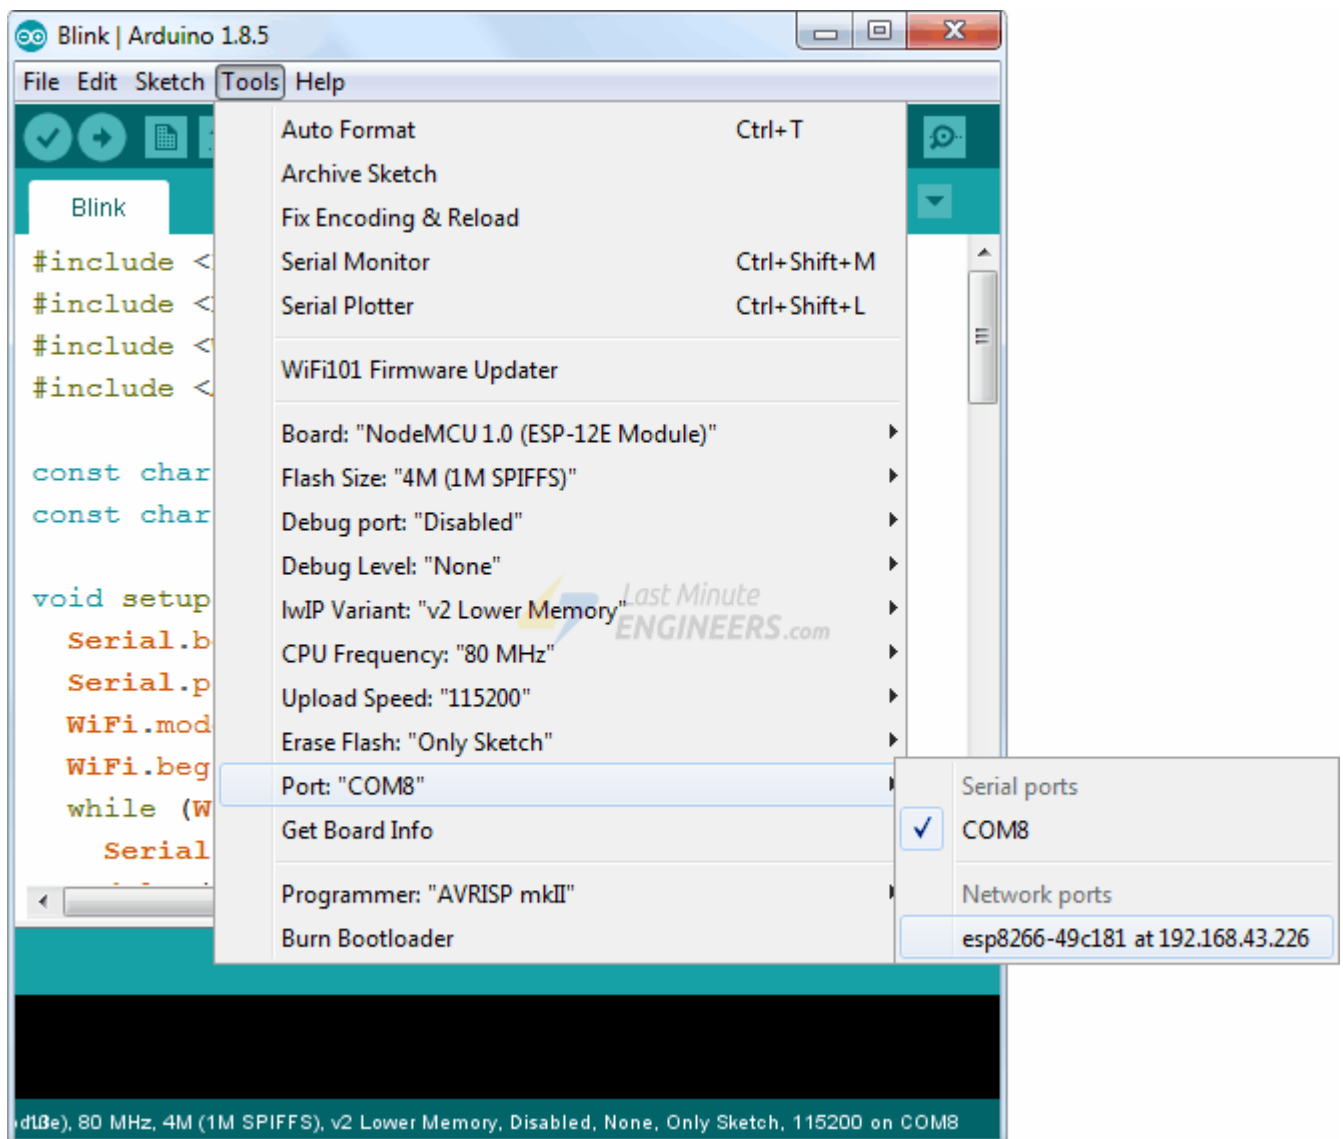 Blink | Arduino 1.8.5
File Edit Sketch Tools Help
Auto Format Ctrl+T
Archive Sketch
Fix Encoding & Reload
Serial Monitor Ctrl+Shift+M
Serial Plotter Ctrl+Shift+L
WiFi101 Firmware Updater
Board: "NodeMCU 1.0 (ESP-12E Module)"
Flash Size: "4M (1M SPIFFS)"
Debug port: "Disabled"
Debug Level: "None"
lwIP Variant: "v2 Lower Memory"
CPU Frequency: "80 MHz"
Upload Speed: "115200"
Erase Flash: "Only Sketch"
Port: "COM8"
Get Board Info
Programmer: "AVRISP mkII"
Burn Bootloader
Serial ports
COM8
Network ports
esp8266-49c181 at 192.168.43.226
Last Minute
ENGINEERS.com
Blink
#include <
#include <
#include <
#include <
const char
const char
void setup
Serial.b
Serial.p
WiFi.mod
WiFi.beg
while (W
Serial
80 MHz, 4M (1M SPIFFS), v2 Lower Memory, Disabled, None, Only Sketch, 115200 on COM8